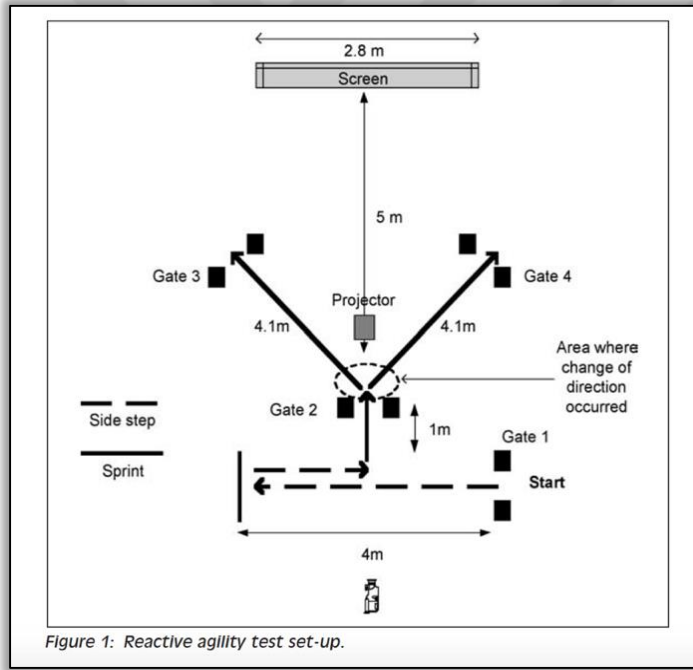 2.8 m
Screen
5 m
Gate 3
Gate 4
Projector
4.1m
4.1m
Area where
change of
direction
occurred
Gate 2
Side step
1m
Gate 1
Sprint
Start
4m
Figure 1: Reactive agility test set-up.